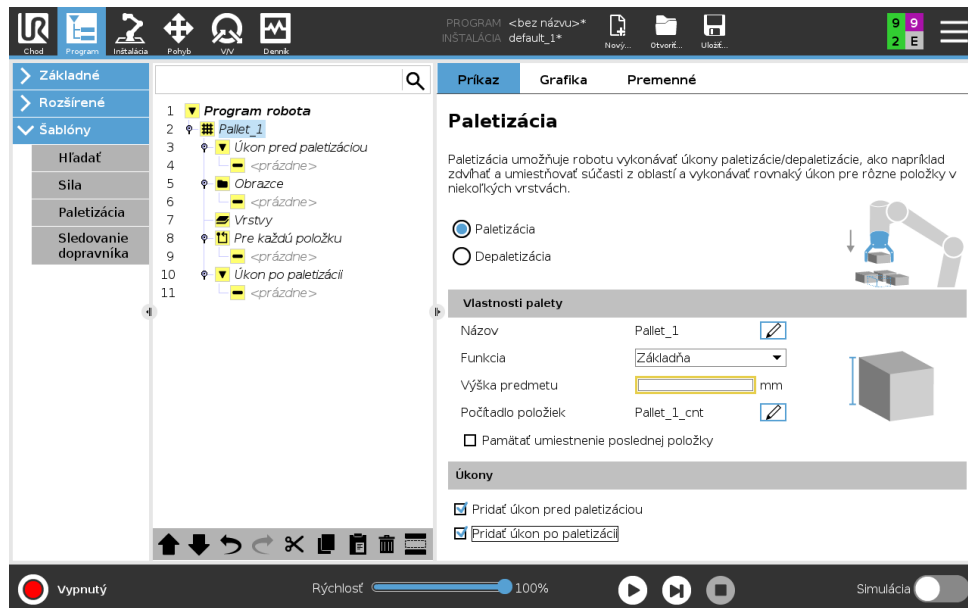 UR
PROGRAM <bez názvu>*
INŠTALÁCIA default_1*
Chod
Program
Inštalácia
Pohyb
V/V
Denník
Nový...
Otvoriť...
Uložiť...
9 9
2 E
Základné
Rozšírené
Šablóny
Hľadať
Sila
Paletizácia
Sledovanie
dopravníka
1 Program robota
2 Pallet_1
3 Úkon pred paletizáciou
4 <prázdne>
5 Obrazce
6 <prázdne>
7 Vrstvy
8 Pre každú položku
9 <prázdne>
10 Úkon po paletizácii
11 <prázdne>
Príkaz
Grafika
Premenné
Paletizácia
Paletizácia umožňuje robotu vykonávať úkony paletizácie/depaletizácie, ako napríklad
zdvíhať a umiestňovať súčasti z oblastí a vykonávať rovnaký úkon pre rôzne položky v
niekoľkých vrstvách.
Paletizácia
Depaletizácia
Vlastnosti palety
Názov Pallet_1
Funkcia Základňa
Výška predmetu mm
Počítadlo položiek Pallet_1_cnt
Pamätať umiestnenie poslednej položky
Úkony
Pridať úkon pred paletizáciou
Pridať úkon po paletizácii
Vypnutý
Rýchlosť 100%
Simulácia